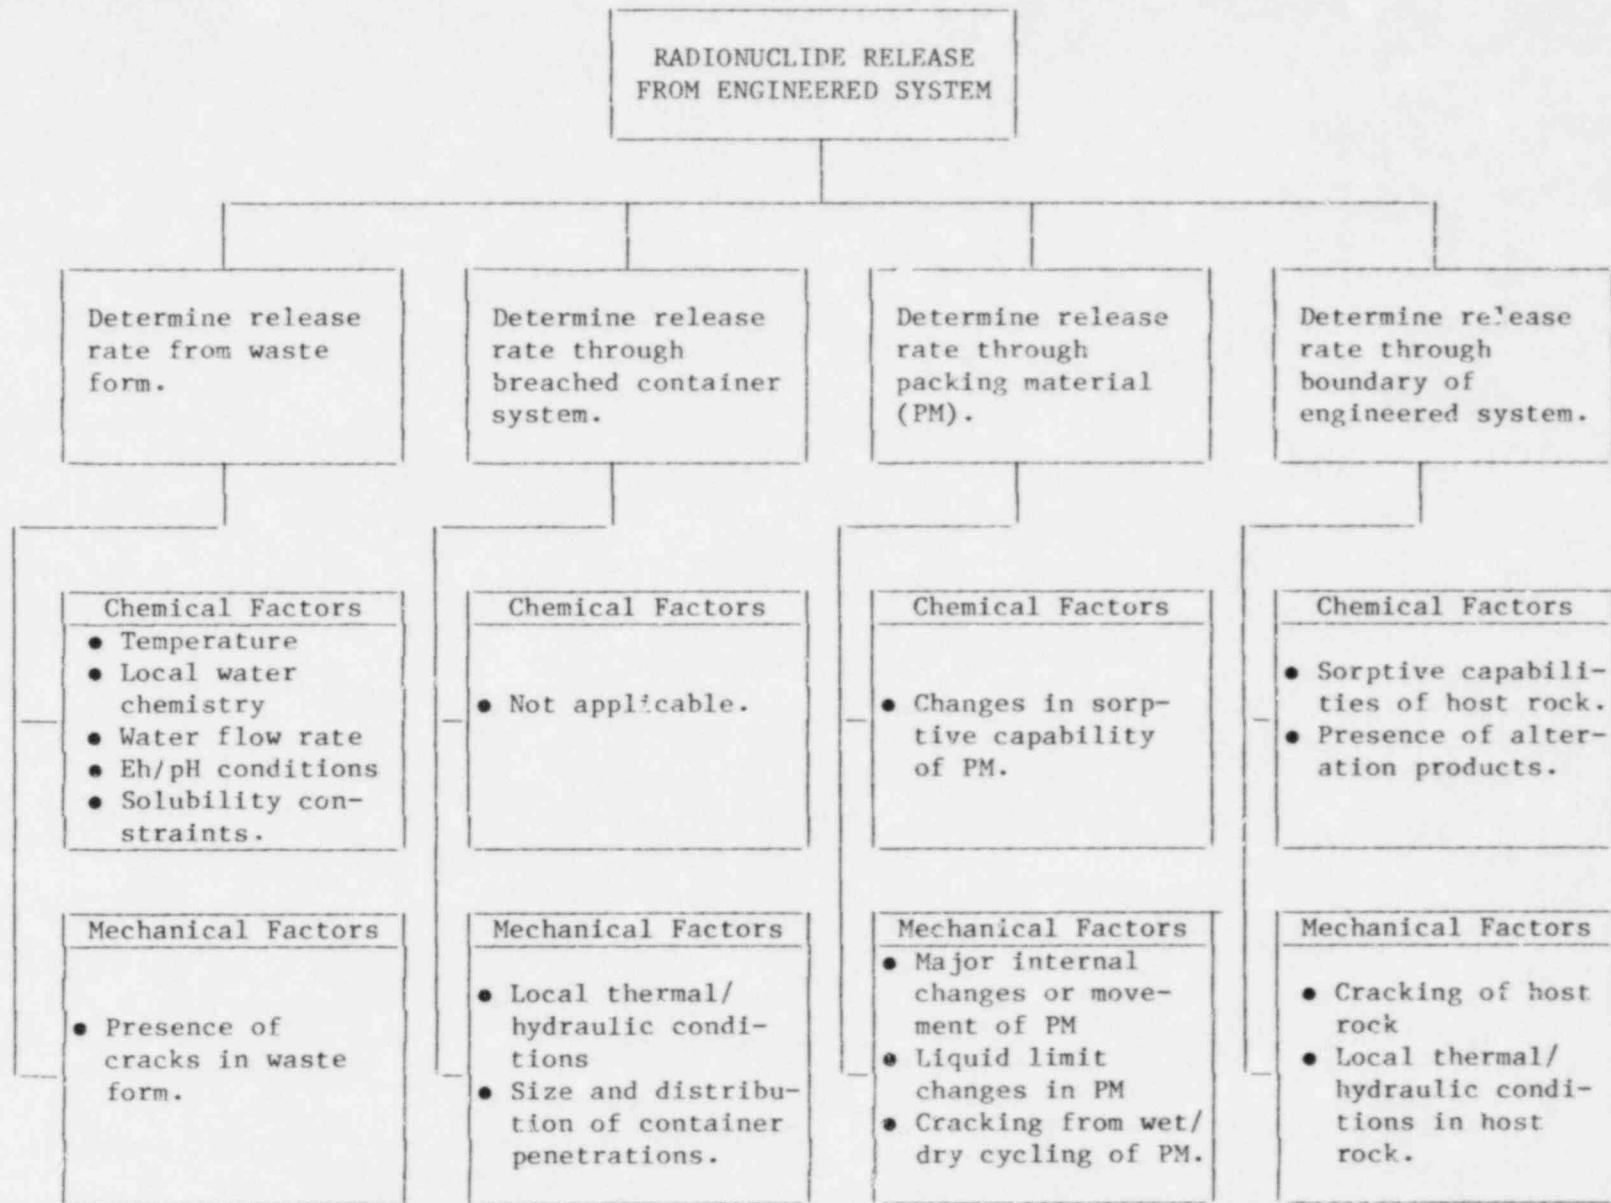 RADIONUCLIDE RELEASE
FROM ENGINEERED SYSTEM
Determine release
rate from waste
form.
Determine release
rate through
breached container
system.
Determine release
rate through
packing material
(PM).
Determine release
rate through
boundary of
engineered system.
Chemical Factors
• Temperature
• Local water
chemistry
• Water flow rate
• Eh/pH conditions
• Solubility con-
straints.
Chemical Factors
• Not applicable.
Chemical Factors
• Changes in sorp-
tive capability
of PM.
Chemical Factors
• Sorptive capabili-
ties of host rock.
• Presence of alter-
ation products.
Mechanical Factors
• Presence of
cracks in waste
form.
Mechanical Factors
• Local thermal/
hydraulic condi-
tions
• Size and distribu-
tion of container
penetrations.
Mechanical Factors
• Major internal
changes or move-
ment of PM
• Liquid limit
changes in PM
• Cracking from wet/
dry cycling of PM.
Mechanical Factors
• Cracking of host
rock
• Local thermal/
hydraulic condi-
tions in host
rock.